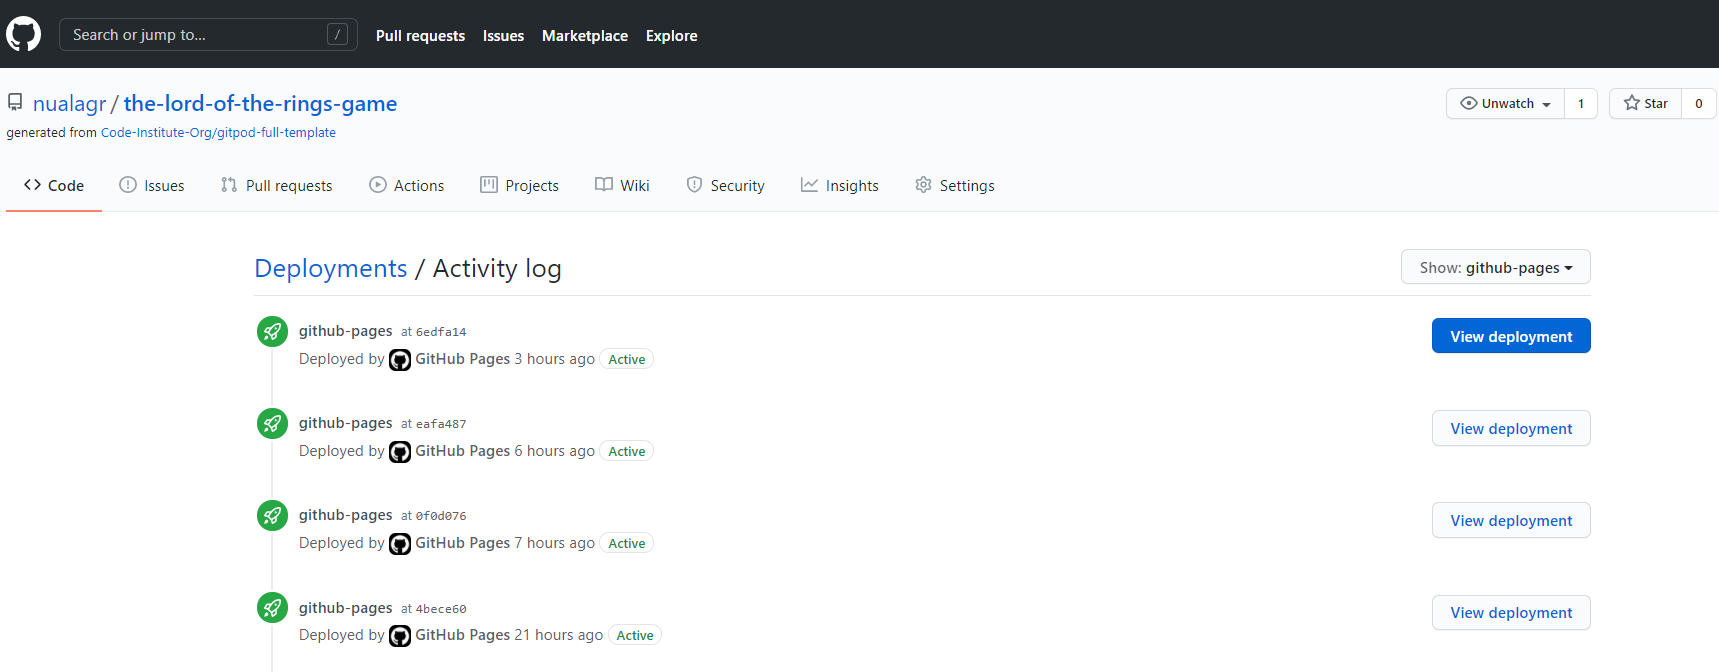 Search or jump to... / Pull requests Issues Marketplace Explore
nualagr / the-lord-of-the-rings-game Unwatch 1 Star 0
generated from Code-Institute-Org/gitpod-full-template
Code Issues Pull requests Actions Projects Wiki Security Insights Settings
Deployments / Activity log Show: github-pages
github-pages at 6edfa14 View deployment
Deployed by GitHub Pages 3 hours ago Active
github-pages at eafa487 View deployment
Deployed by GitHub Pages 6 hours ago Active
github-pages at 0f0d076 View deployment
Deployed by GitHub Pages 7 hours ago Active
github-pages at 4bece60 View deployment
Deployed by GitHub Pages 21 hours ago Active